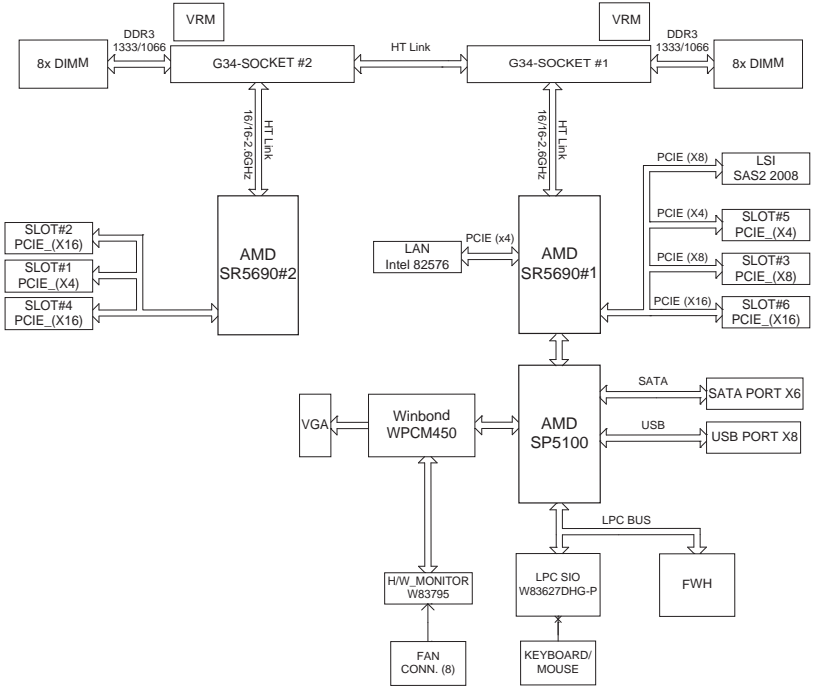 VRM
VRM
DDR3
1333/1066
DDR3
1333/1066
8x DIMM
G34-SOCKET #2
HT Link
G34-SOCKET #1
8x DIMM
HT Link
16/16-2.6GHz
HT Link
16/16-2.6GHz
PCIE (X8)
LSI
SAS2 2008
SLOT#2
PCIE_(X16)
SLOT#1
PCIE_(X4)
SLOT#4
PCIE_(X16)
AMD
SR5690#2
LAN
Intel 82576
PCIE (x4)
AMD
SR5690#1
PCIE (X4)
SLOT#5
PCIE_(X4)
PCIE (X8)
SLOT#3
PCIE_(X8)
PCIE (X16)
SLOT#6
PCIE_(X16)
VGA
Winbond
WPCM450
AMD
SP5100
SATA
SATA PORT X6
USB
USB PORT X8
LPC BUS
H/W_MONITOR
W83795
LPC SIO
W83627DHG-P
FWH
FAN
CONN. (8)
KEYBOARD/
MOUSE